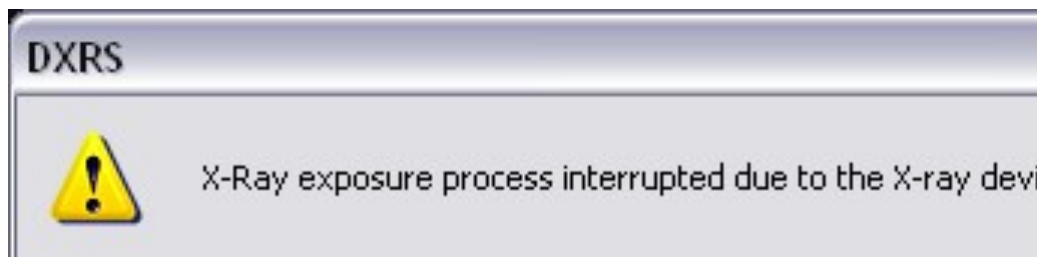 DXRS
X-Ray exposure process interrupted due to the X-ray devi